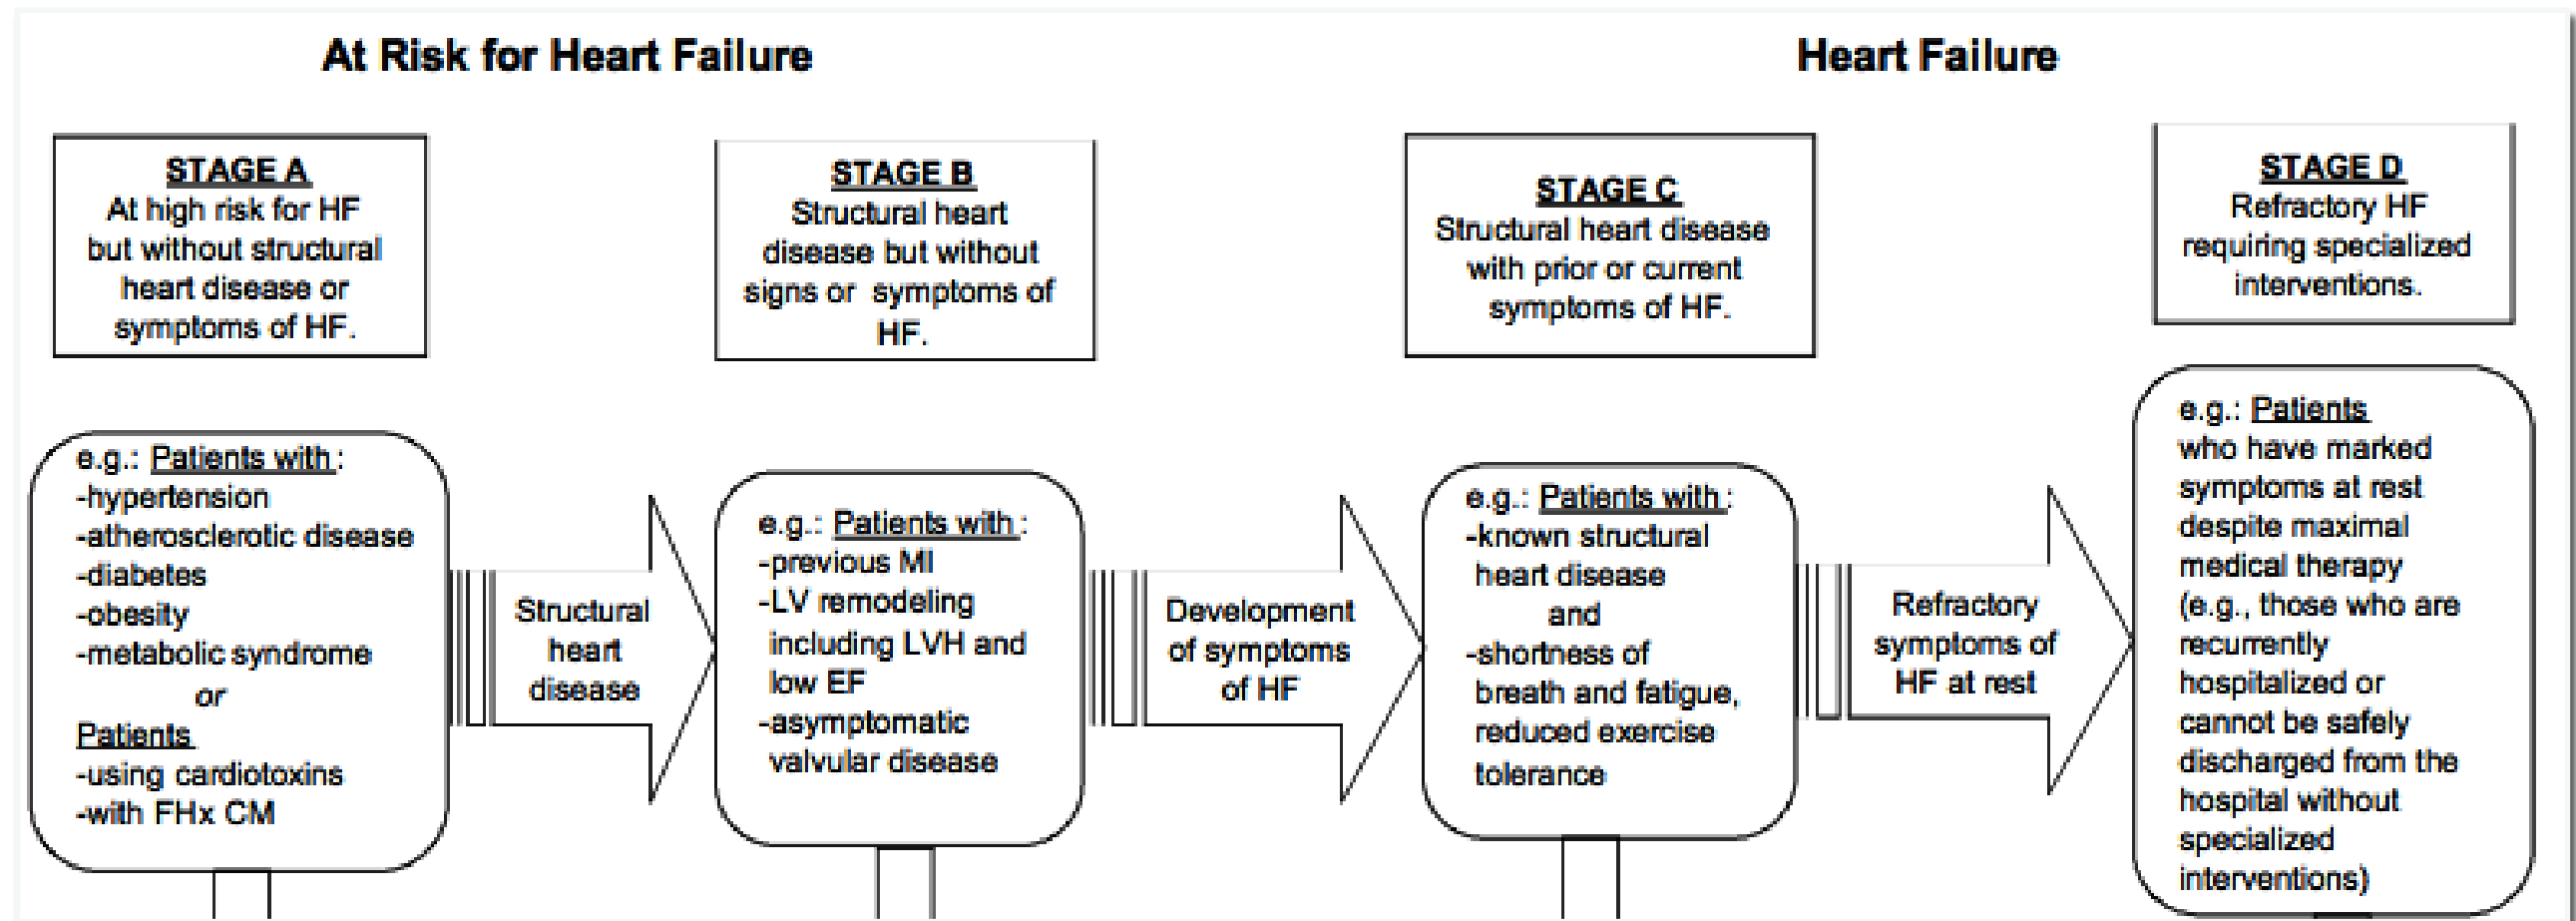 At Risk for Heart Failure
Heart Failure
STAGE A
At high risk for HF
but without structural
heart disease or
symptoms of HF.
STAGE B
Structural heart
disease but without
signs or symptoms of
HF.
STAGE C
Structural heart disease
with prior or current
symptoms of HF.
STAGE D
Refractory HF
requiring specialized
interventions.
e.g.: Patients with:
-hypertension
-atherosclerotic disease
-diabetes
-obesity
-metabolic syndrome
or
Patients
-using cardiotoxins
-with FHx CM
Structural
heart
disease
e.g.: Patients with:
-previous MI
-LV remodeling
including LVH and
low EF
-asymptomatic
valvular disease
Development
of symptoms
of HF
e.g.: Patients with:
-known structural
heart disease
and
-shortness of
breath and fatigue,
reduced exercise
tolerance
Refractory
symptoms of
HF at rest
e.g.: Patients
who have marked
symptoms at rest
despite maximal
medical therapy
(e.g., those who are
recurrently
hospitalized or
cannot be safely
discharged from the
hospital without
specialized
interventions)